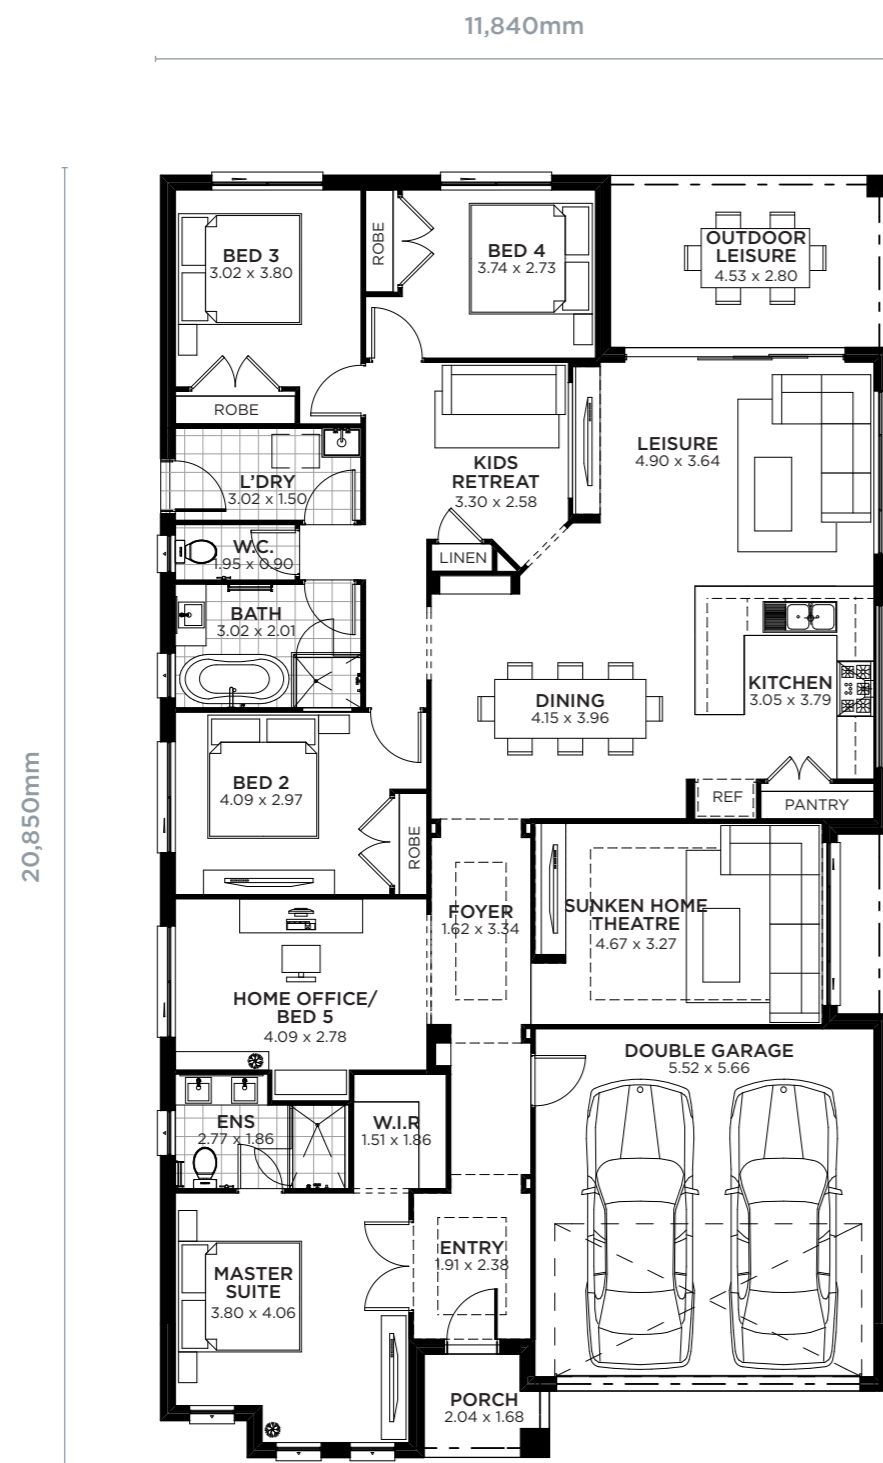 11,840mm
20,850mm
BED 3
3.02 x 3.80
ROBE
BED 4
3.74 x 2.73
OUTDOOR
LEISURE
4.53 x 2.80
ROBE
L'DRY
3.02 x 1.50
KIDS
RETREAT
3.30 x 2.58
LEISURE
4.90 x 3.64
W.C.
1.95 x 0.90
LINEN
BATH
3.02 x 2.01
DINING
4.15 x 3.96
KITCHEN
3.05 x 3.79
BED 2
4.09 x 2.97
ROBE
REF
PANTRY
FOYER
1.62 x 3.34
SUNKEN HOME
THEATRE
4.67 x 3.27
HOME OFFICE/
BED 5
4.09 x 2.78
DOUBLE GARAGE
5.52 x 5.66
ENS
2.77 x 1.86
W.I.R
1.51 x 1.86
ENTRY
1.91 x 2.38
MASTER
SUITE
3.80 x 4.06
PORCH
2.04 x 1.68